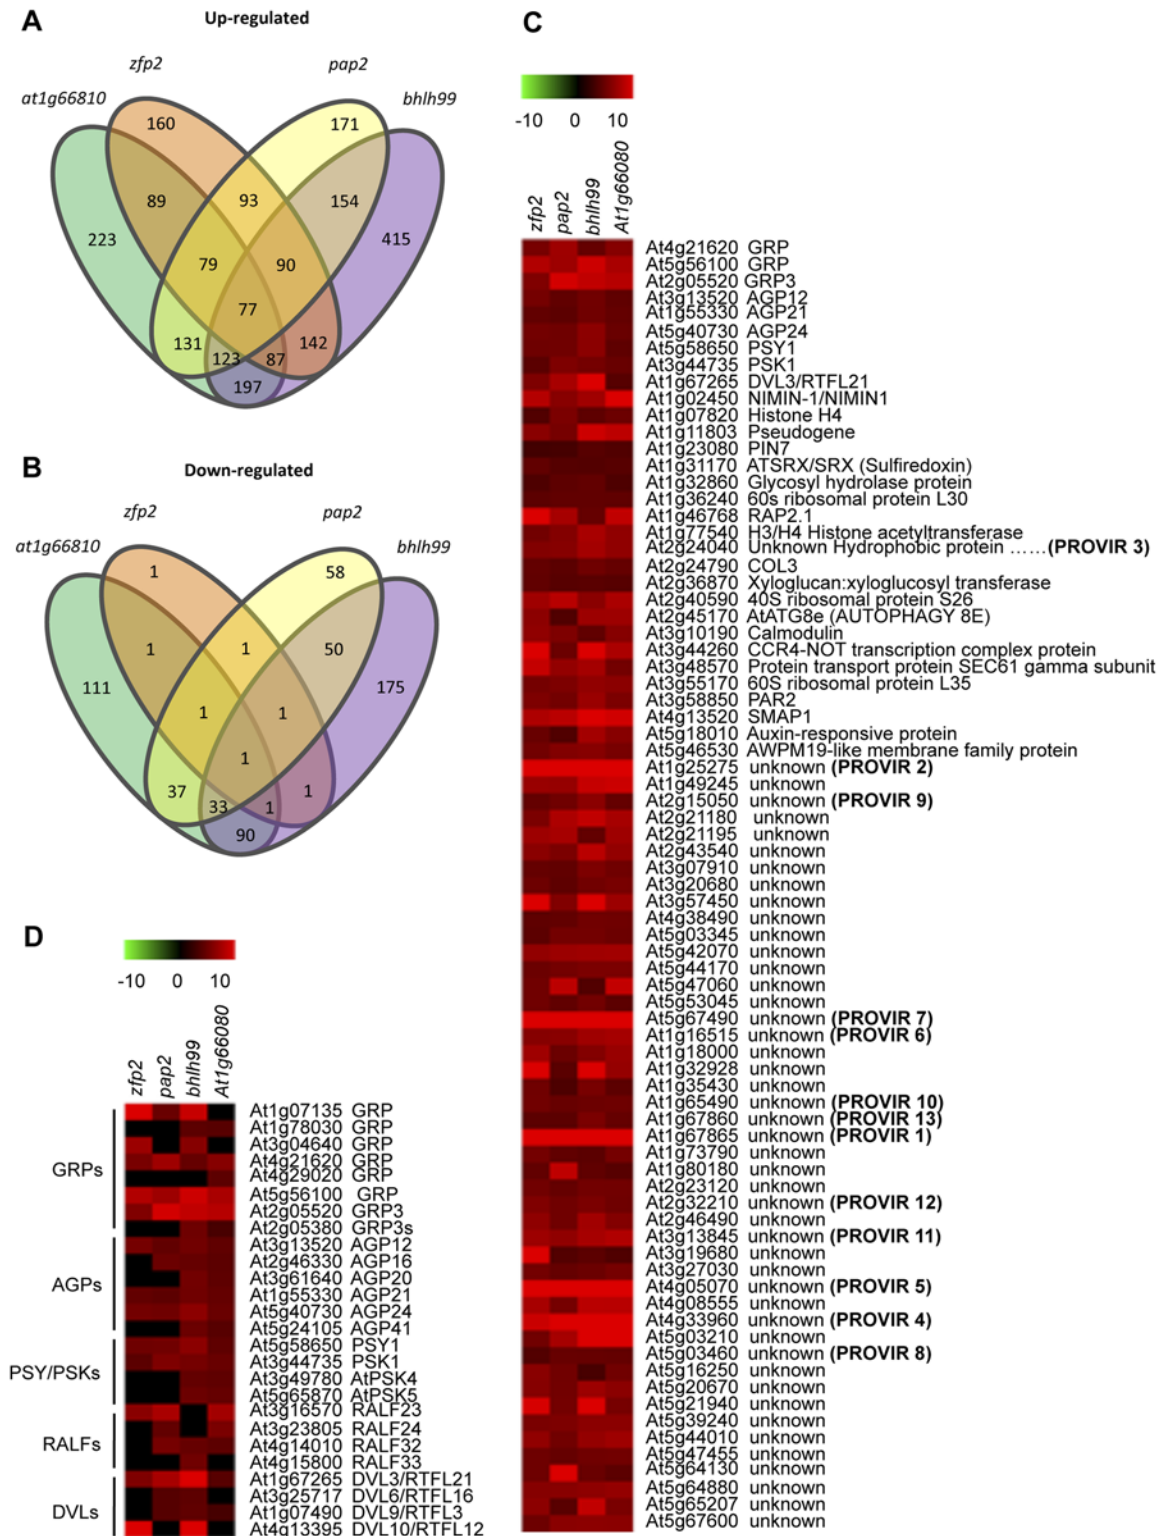 A
Up-regulated
zfp2
pap2
at1g66810
bhlh99
160
171
89
93
154
223
415
79
90
77
131
123
87
142
197
B
Down-regulated
zfp2
pap2
at1g66810
bhlh99
1
58
1
1
50
111
175
1
1
1
37
33
1
1
90
C
-10 0 10
zfp2
pap2
bhlh99
At1g66080
At4g21620 GRP
At5g56100 GRP
At2g05520 GRP3
At3g13520 AGP12
At1g55330 AGP21
At5g40730 AGP24
At5g58650 PSY1
At3g44735 PSK1
At1g67265 DVL3/RTFL21
At1g02450 NIMIN-1/NIMIN1
At1g07820 Histone H4
At1g11803 Pseudogene
At1g23080 PIN7
At1g31170 ATSRX/SRX (Sulfiredoxin)
At1g32860 Glycosyl hydrolase protein
At1g36240 60s ribosomal protein L30
At1g46768 RAP2.1
At1g77540 H3/H4 Histone acetyltransferase
At2g24040 Unknown Hydrophobic protein ......(PROVIR 3)
At2g24790 COL3
At2g36870 Xyloglucan:xyloglucosyl transferase
At2g40590 40S ribosomal protein S26
At2g45170 AtATG8e (AUTOPHAGY 8E)
At3g10190 Calmodulin
At3g44260 CCR4-NOT transcription complex protein
At3g48570 Protein transport protein SEC61 gamma subunit
At3g55170 60S ribosomal protein L35
At3g58850 PAR2
At4g13520 SMAP1
At5g18010 Auxin-responsive protein
At5g46530 AWPM19-like membrane family protein
At1g25275 unknown (PROVIR 2)
At1g49245 unknown
At2g15050 unknown (PROVIR 9)
At2g21180 unknown
At2g21195 unknown
At2g43540 unknown
At3g07910 unknown
At3g20680 unknown
At3g57450 unknown
At4g38490 unknown
At5g03345 unknown
At5g42070 unknown
At5g44170 unknown
At5g47060 unknown
At5g53045 unknown
At5g67490 unknown (PROVIR 7)
At1g16515 unknown (PROVIR 6)
At1g18000 unknown
At1g32928 unknown
At1g35430 unknown
At1g65490 unknown (PROVIR 10)
At1g67860 unknown (PROVIR 13)
At1g67865 unknown (PROVIR 1)
At1g73790 unknown
At1g80180 unknown
At2g23120 unknown
At2g32210 unknown (PROVIR 12)
At2g46490 unknown
At3g13845 unknown (PROVIR 11)
At3g19680 unknown
At3g27030 unknown
At4g05070 unknown (PROVIR 5)
At4g08555 unknown
At4g33960 unknown (PROVIR 4)
At5g03210 unknown
At5g03460 unknown (PROVIR 8)
At5g16250 unknown
At5g20670 unknown
At5g21940 unknown
At5g39240 unknown
At5g44010 unknown
At5g47455 unknown
At5g64130 unknown
At5g64880 unknown
At5g65207 unknown
At5g67600 unknown
D
-10 0 10
zfp2
pap2
bhlh99
At1g66080
GRPs
At1g07135 GRP
At1g78030 GRP
At3g04640 GRP
At4g21620 GRP
At4g29020 GRP
At5g56100 GRP
At2g05520 GRP3
At2g05380 GRP3s
AGPs
At3g13520 AGP12
At2g46330 AGP16
At3g61640 AGP20
At1g55330 AGP21
At5g40730 AGP24
At5g24105 AGP41
PSY/PSKs
At5g58650 PSY1
At3g44735 PSK1
At3g49780 AtPSK4
At5g65870 AtPSK5
RALFs
At3g16570 RALF23
At3g23805 RALF24
At4g14010 RALF32
At4g15800 RALF33
DVLs
At1g67265 DVL3/RTFL21
At3g25717 DVL6/RTFL16
At1g07490 DVL9/RTFL3
At4g13395 DVL10/RTFL12